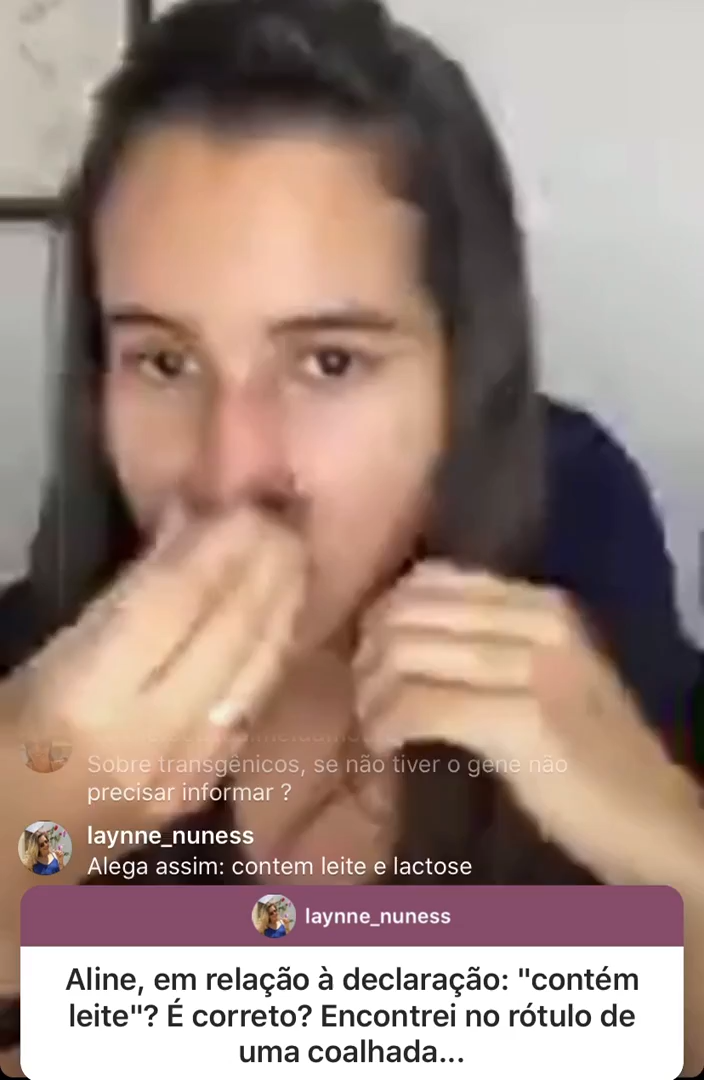 Sobre transgênicos, se não tiver o gene não
precisar informar ?
laynne_nuness
Alega assim: contem leite e lactose
laynne_nuness
Aline, em relação à declaração: "contém
leite"? É correto? Encontrei no rótulo de
uma coalhada...